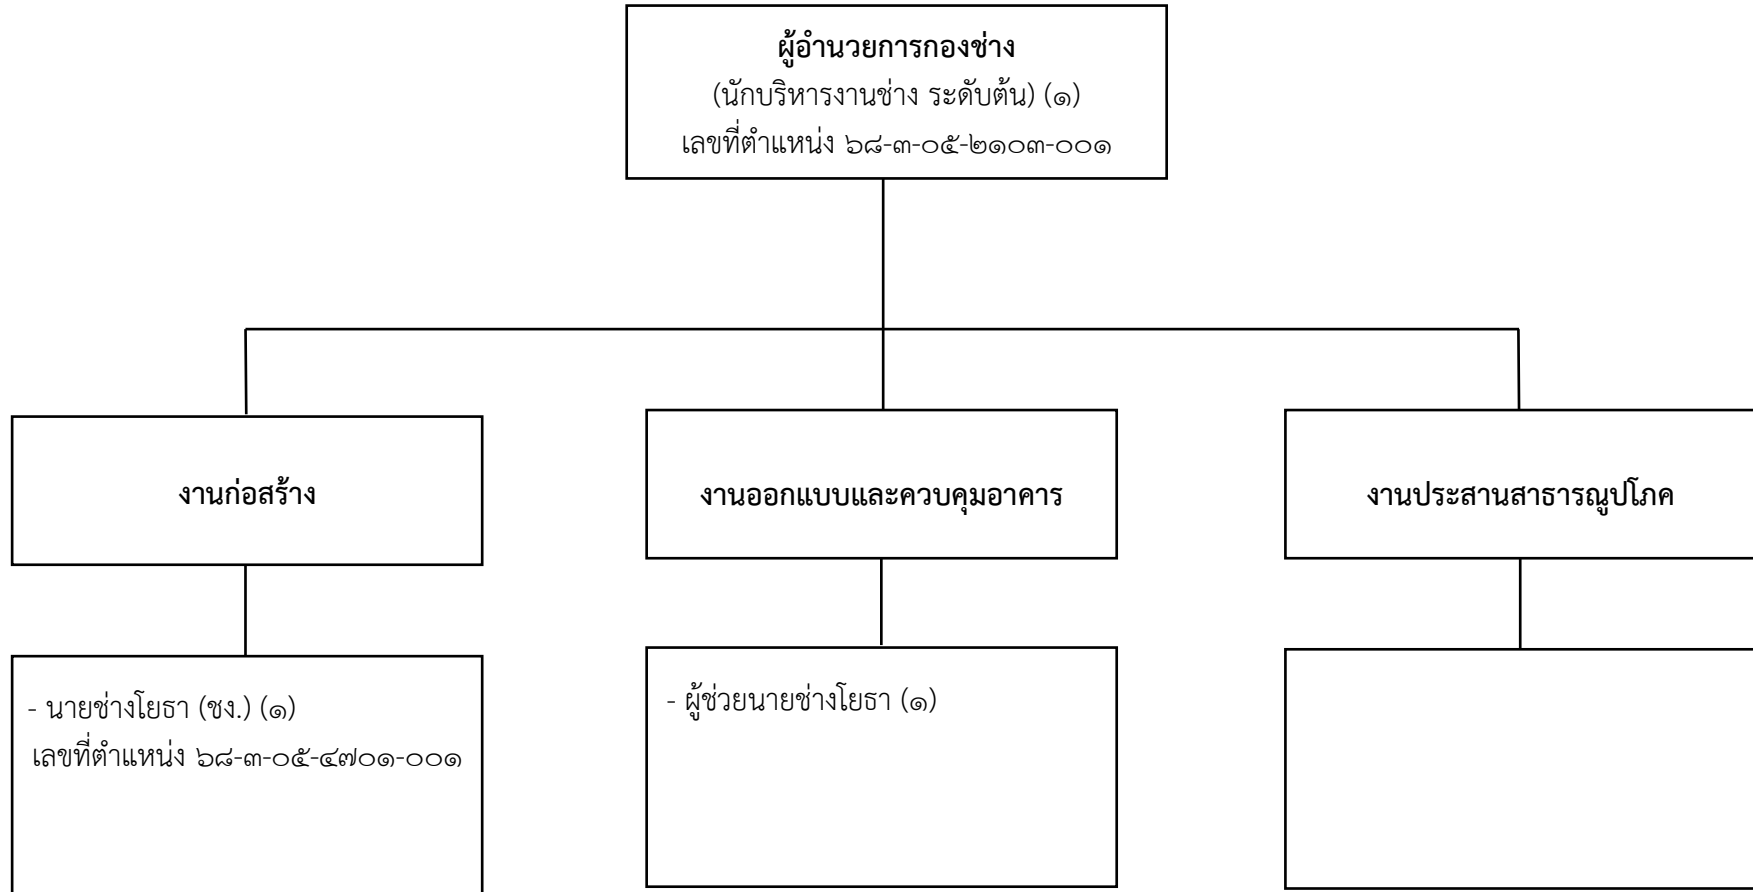 ผู้อำนวยการกองช่าง
(นักบริหารงานช่าง ระดับต้น) (๑)
เลขที่ตำแหน่ง ๖๘-๓-๐๕-๒๑๐๓-๐๐๑
งานก่อสร้าง
งานออกแบบและควบคุมอาคาร
งานประสานสาธารณูปโภค
- นายช่างโยธา (ชง.) (๑)
เลขที่ตำแหน่ง ๖๘-๓-๐๕-๔๗๐๑-๐๐๑
- ผู้ช่วยนายช่างโยธา (๑)